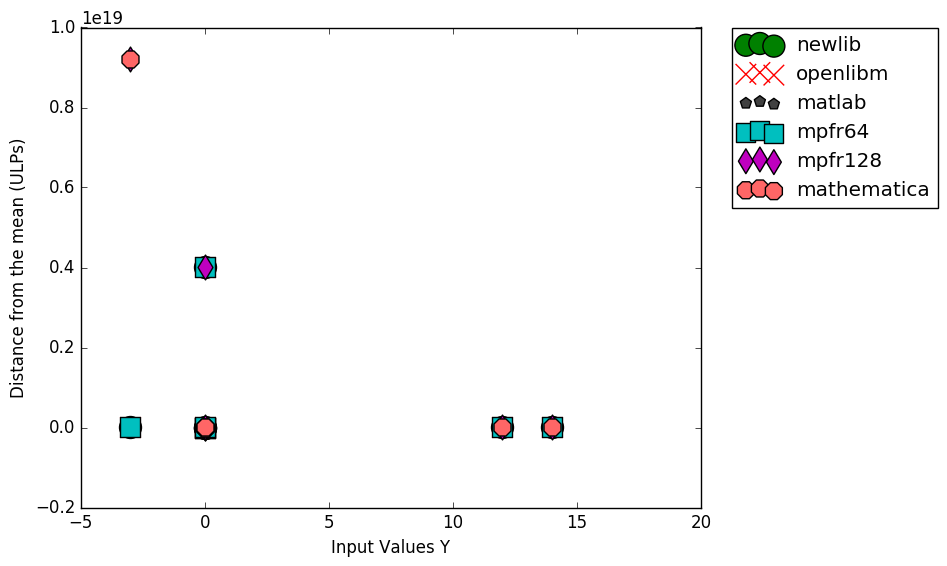 1e19
1.0
0.8
0.6
0.4
0.2
0.0
−0.2
−5
0
5
10
15
20
Input Values Y
Distance from the mean (ULPs)
newlib
openlibm
matlab
mpfr64
mpfr128
mathematica